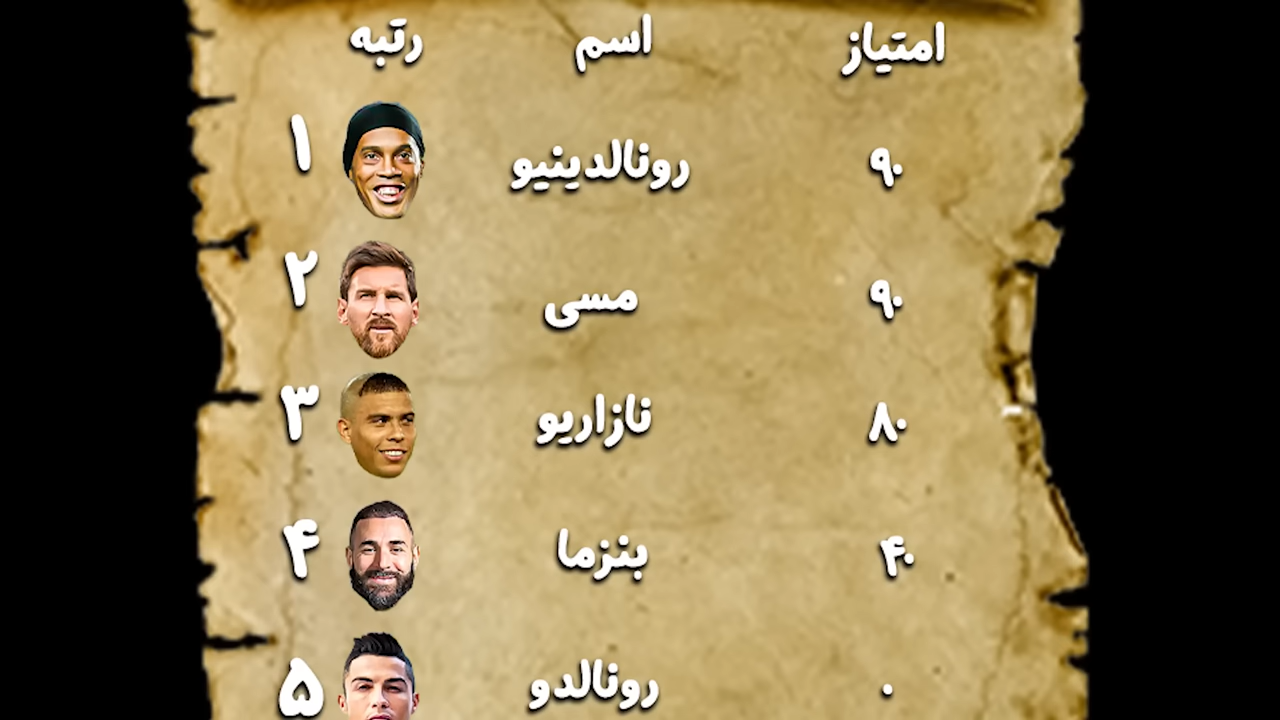 رتبه اسم امتیاز
۱ رونالدینیو ۹۰
۲ مسی ۹۰
۳ نازاریو ۸۰
۴ بنزما ۴۰
۵ رونالدو ۰